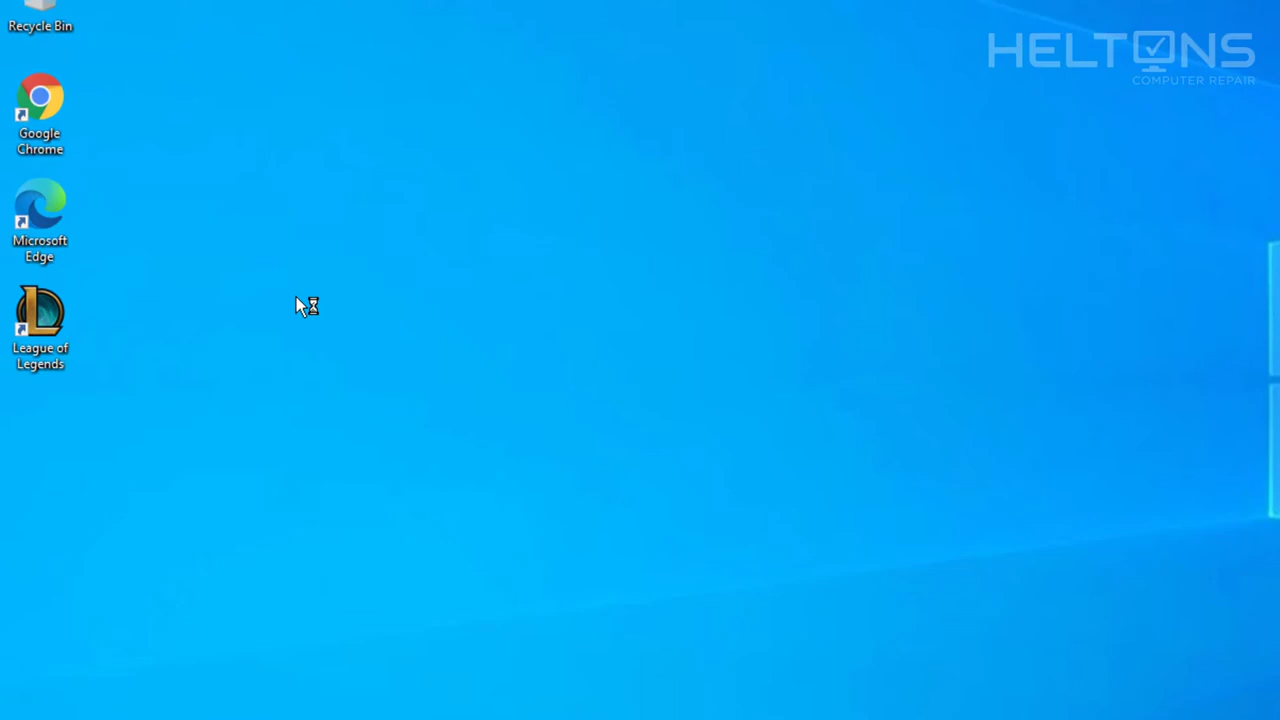 Recycle Bin
HELTONS
COMPUTER REPAIR
Google
Chrome
Microsoft
Edge
League of
Legends